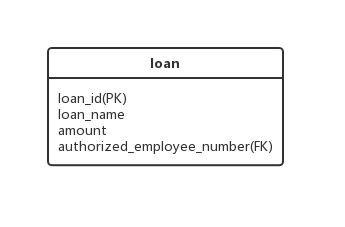 loan
loan_id(PK)
loan_name
amount
authorized_employee_number(FK)